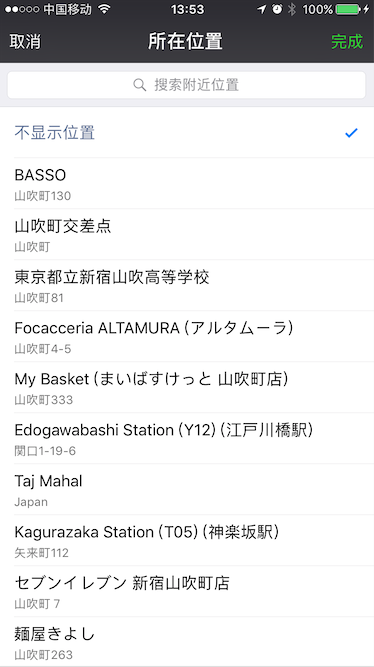 中国移动 13:53 100%
取消 所在位置 完成
搜索附近位置
不显示位置
BASSO
山吹町130
山吹町交差点
山吹町
東京都立新宿山吹高等学校
山吹町81
Focacceria ALTAMURA（アルタムーラ）
山吹町4-5
My Basket（まいばすけっと 山吹町店）
山吹町333
Edogawabashi Station（Y12）（江戸川橋駅）
関口1-19-6
Taj Mahal
Japan
Kagurazaka Station（T05）（神楽坂駅）
矢来町112
セブンイレブン 新宿山吹町店
山吹町７
麺屋きよし
山吹町263